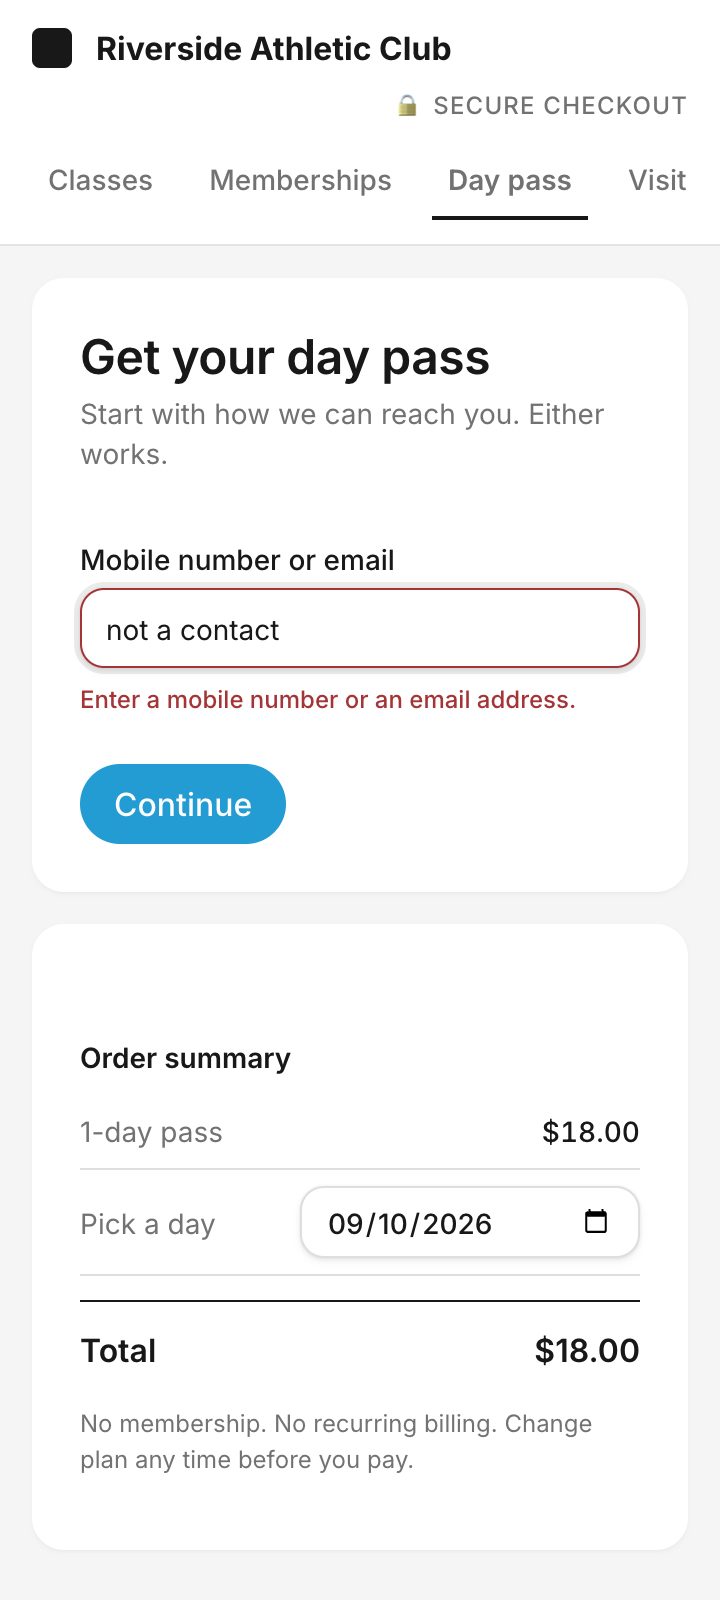 Riverside Athletic Club
🔒 SECURE CHECKOUT
Classes Memberships Day pass Visit
Get your day pass
Start with how we can reach you. Either
works.
Mobile number or email
not a contact
Enter a mobile number or an email address.
Continue
Order summary
1-day pass $18.00
Pick a day 09/10/2026
Total $18.00
No membership. No recurring billing. Change
plan any time before you pay.